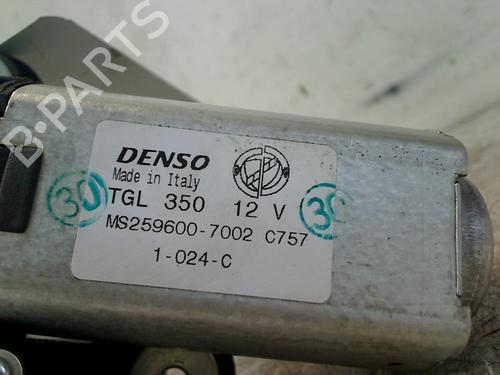 B-PARTS
DENSO
Made in Italy
TGL 350 12 V
MS259600-7002 C757
1-024-C
30
30